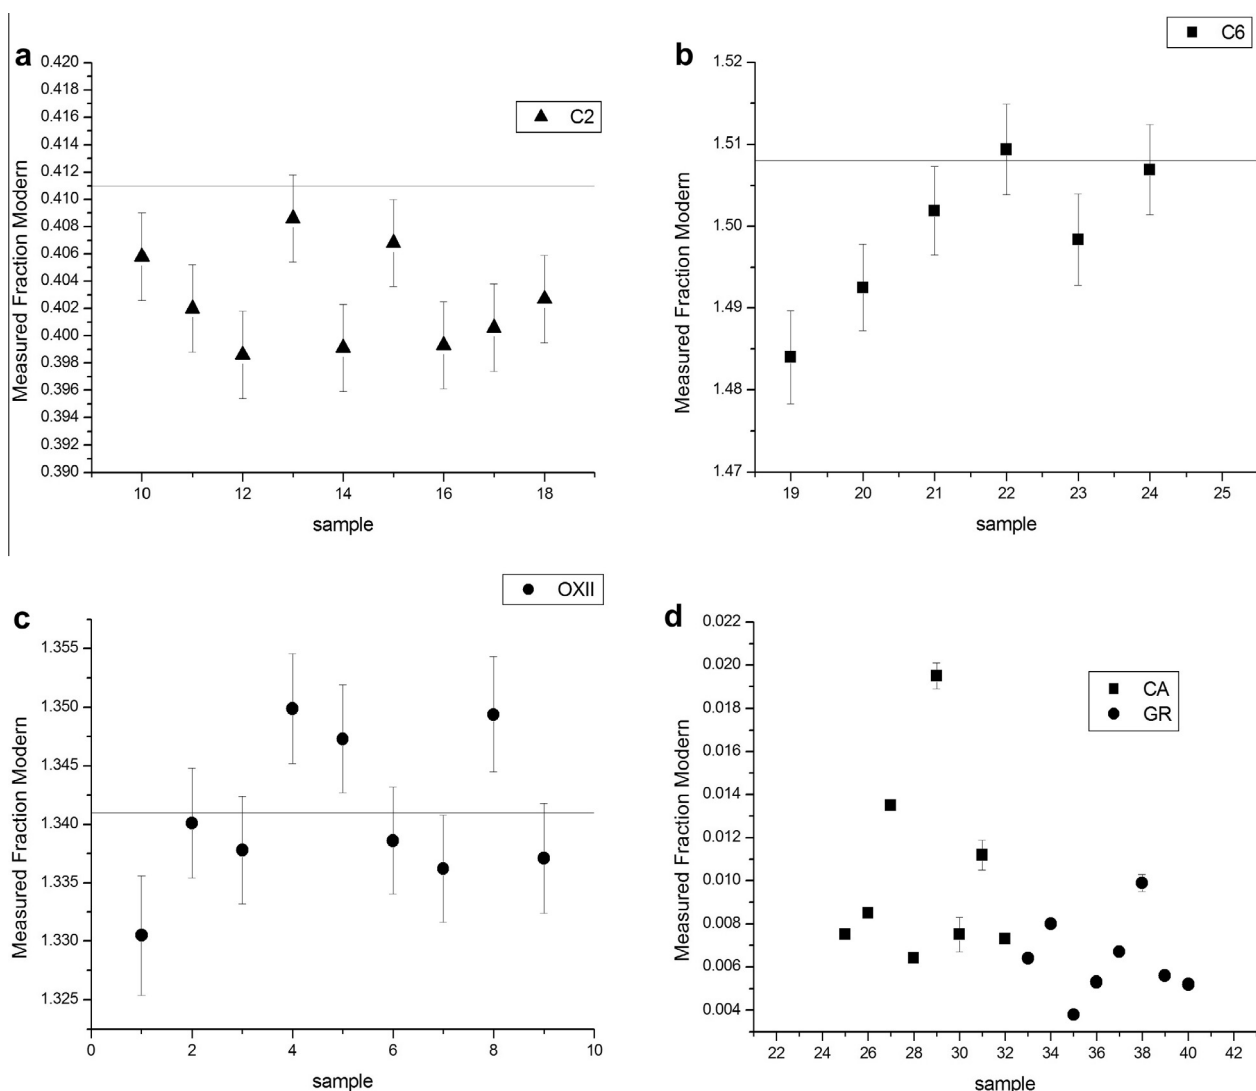 a
C2
Measured Fraction Modern
0.420
0.418
0.416
0.414
0.412
0.410
0.408
0.406
0.404
0.402
0.400
0.398
0.396
0.394
0.392
0.390
10 12 14 16 18
sample
b
C6
Measured Fraction Modern
1.52
1.51
1.50
1.49
1.48
1.47
19 20 21 22 23 24 25
sample
c
OXII
Measured Fraction Modern
1.355
1.350
1.345
1.340
1.335
1.330
1.325
0 2 4 6 8 10
sample
d
CA
GR
Measured Fraction Modern
0.022
0.020
0.018
0.016
0.014
0.012
0.010
0.008
0.006
0.004
22 24 26 28 30 32 34 36 38 40 42
sample